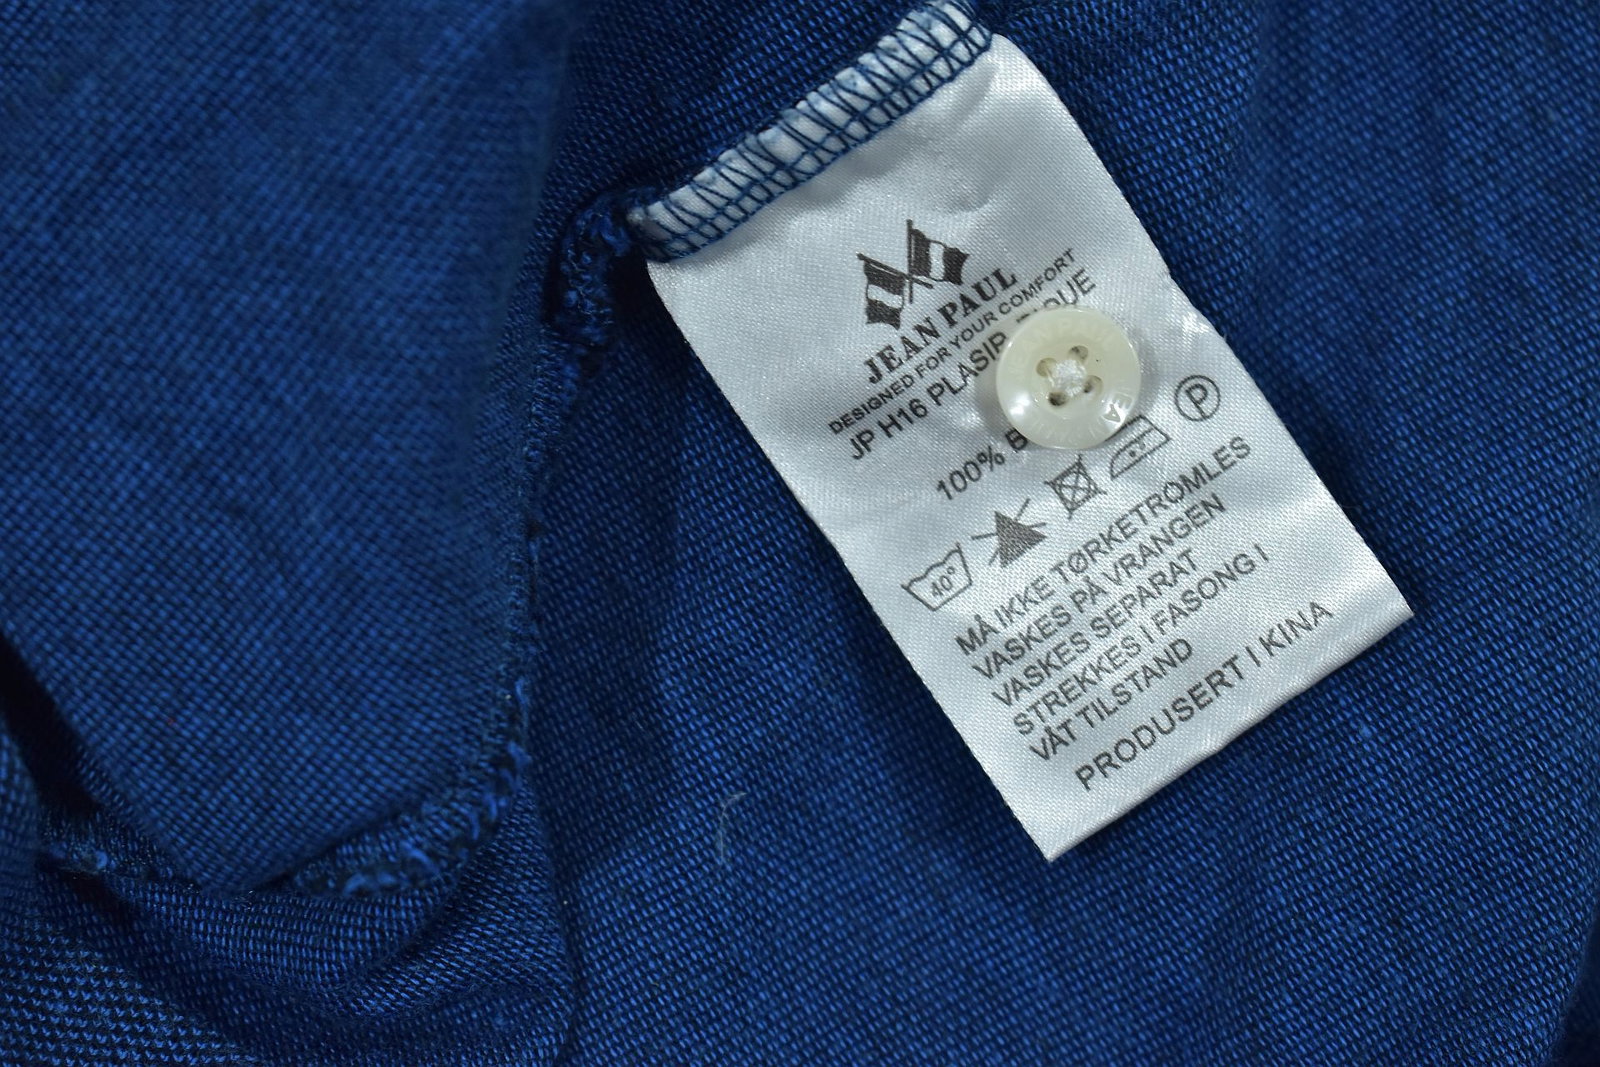 JEAN PAUL
DESIGNED FOR YOUR COMFORT
JP H16 PLASIR
100%
P
40°
MÅ IKKE TØRKETROMLES
VASKES PÅ VRANGEN
VASKES SEPARAT
STREKKES I FASONG I
VÅT TILSTAND
PRODUSERT I KINA